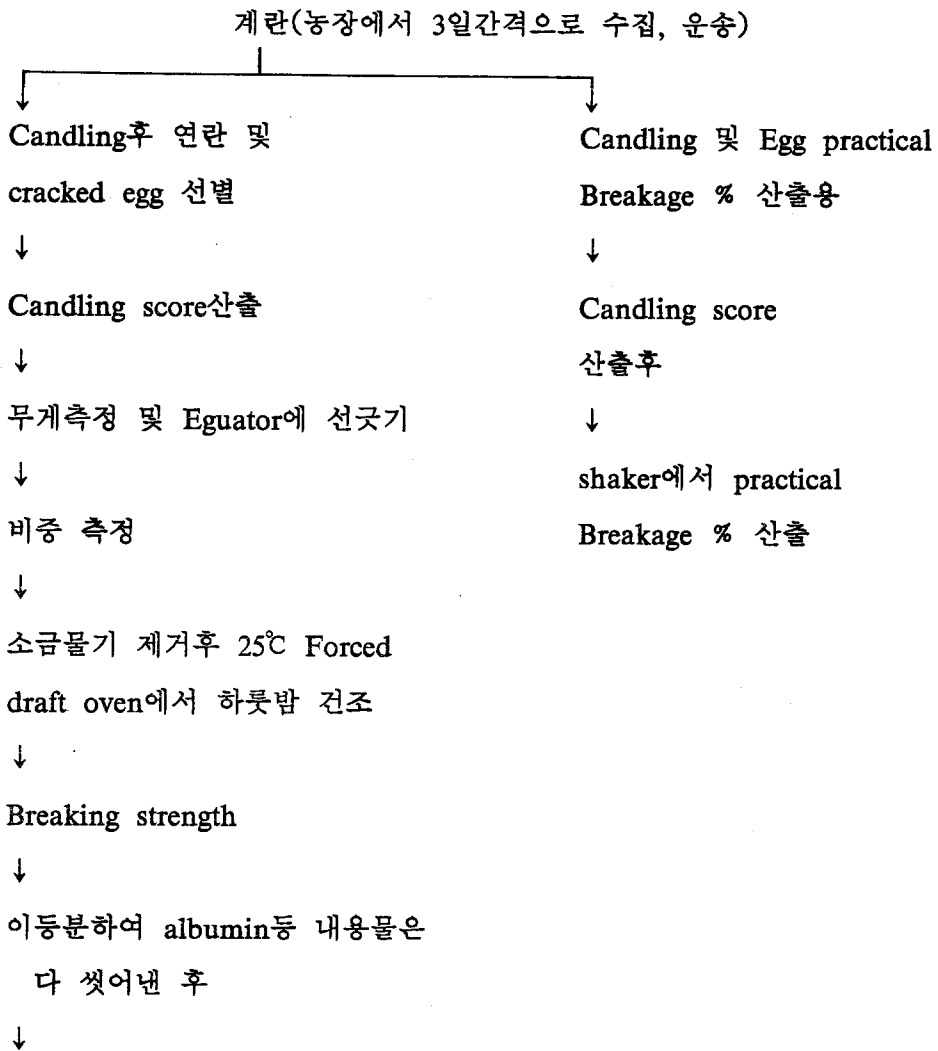 계란(농장에서 3일간격으로 수집, 운송)
Candling후 연란 및
cracked egg 선별
↓
Candling score산출
↓
무게측정 및 Eguator에 선긋기
↓
비중 측정
↓
소금물기 제거후 25℃ Forced
draft oven에서 하룻밤 건조
↓
Breaking strength
↓
이등분하여 albumin등 내용물은
다 씻어낸 후
↓
Candling 및 Egg practical
Breakage % 산출용
↓
Candling score
산출후
↓
shaker에서 practical
Breakage % 산출